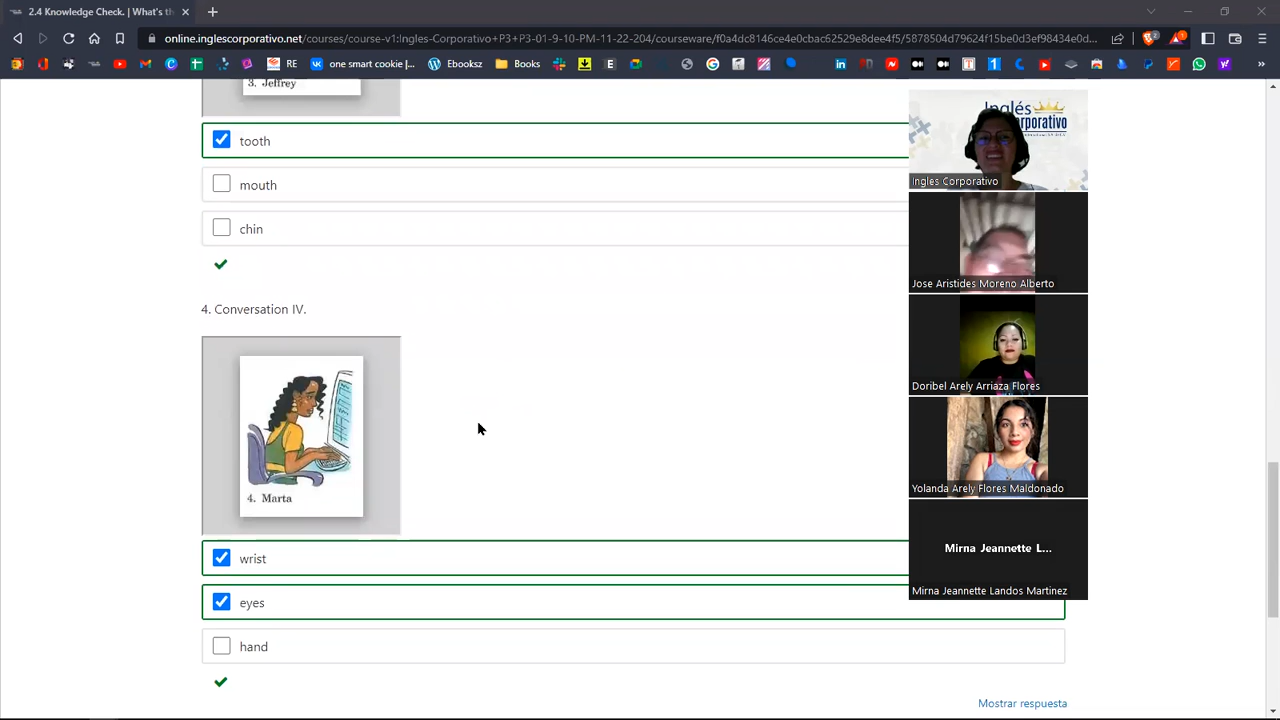 2.4 Knowledge Check. | What's th
online.inglescorporativo.net/courses/course-v1:Ingles-Corporativo+P3+P3-01-9-10-PM-11-22-204/courseware/f0a4dc8146ce4e0cbac62529e8dee4f5/5878504d79624f15be0d3ef98434e0d...
RE
one smart cookie |...
Ebooksz
Books
3. Jeffrey
tooth
mouth
chin
4. Conversation IV.
4. Marta
wrist
eyes
hand
Mostrar respuesta
Inglés
orporativo
Ingles Corporativo
Jose Aristides Moreno Alberto
Doribel Arely Arriaza Flores
Yolanda Arely Flores Maldonado
Mirna Jeannette L...
Mirna Jeannette Landos Martinez